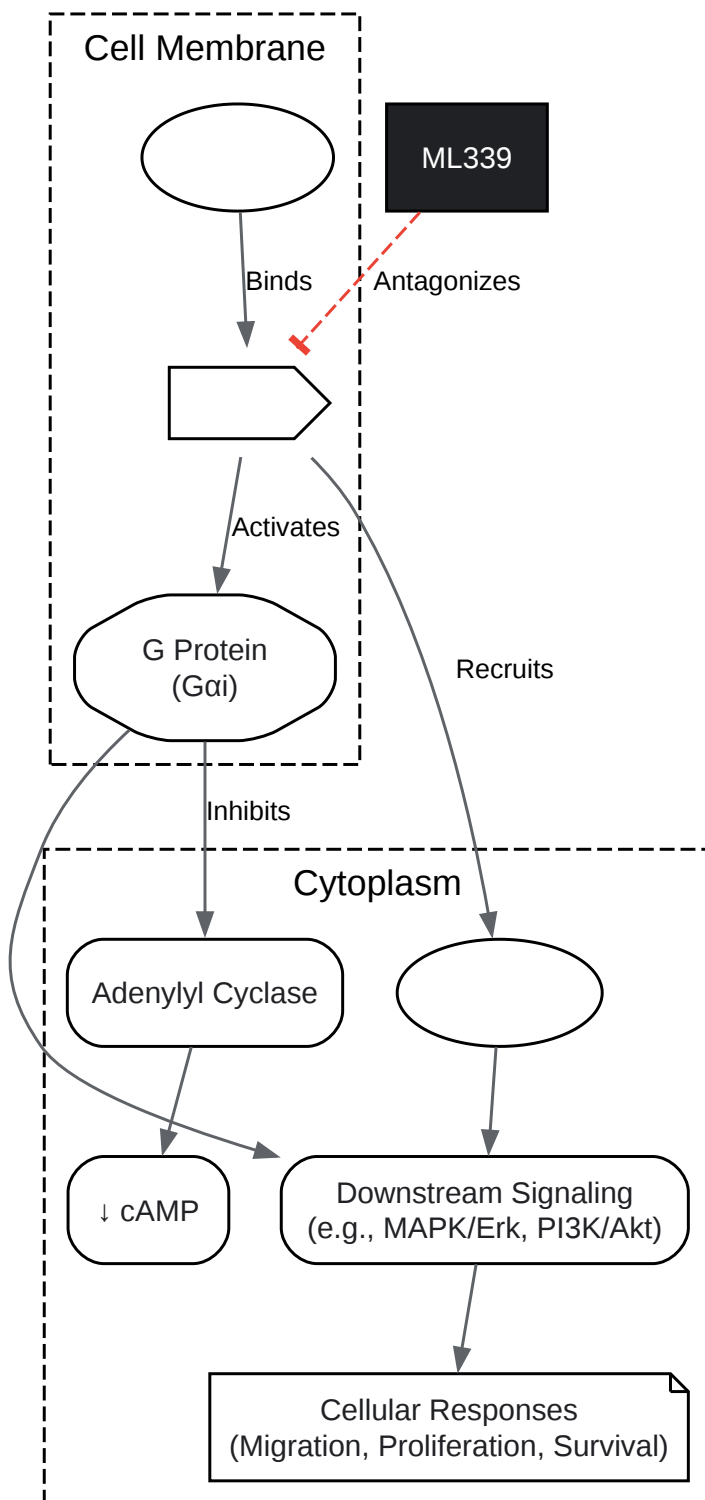 Cell Membrane
ML339
Binds
Antagonizes
Activates
G Protein
(Gαi)
Recruits
Inhibits
Cytoplasm
Adenylyl Cyclase
↓ cAMP
Downstream Signaling
(e.g., MAPK/Erk, PI3K/Akt)
Cellular Responses
(Migration, Proliferation, Survival)